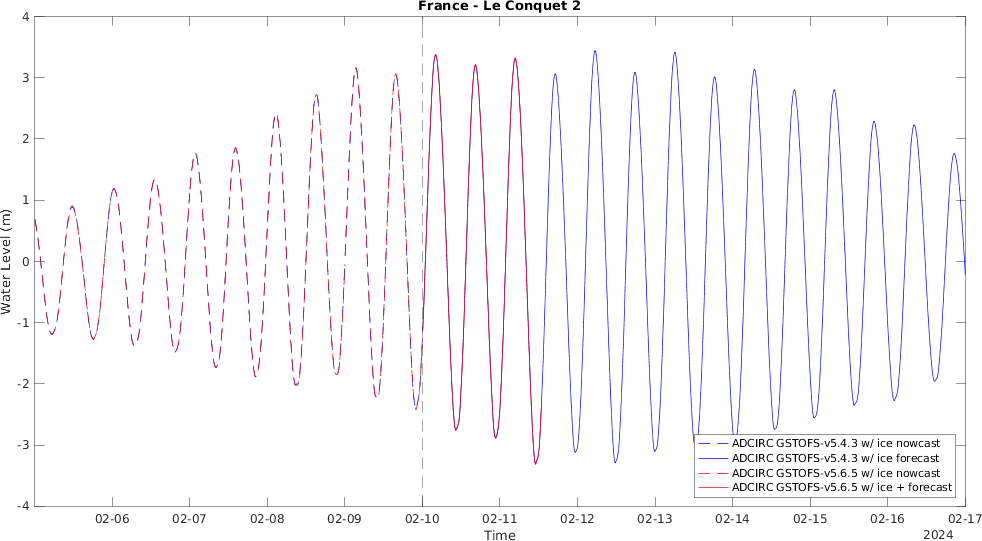 France - Le Conquet 2
4
3
2
1
0
-1
-2
-3
-4
Water Level (m)
ADCIRC GSTOFS-v5.4.3 w/ ice nowcast
ADCIRC GSTOFS-v5.4.3 w/ ice forecast
ADCIRC GSTOFS-v5.6.5 w/ ice nowcast
ADCIRC GSTOFS-v5.6.5 w/ ice + forecast
02-06 02-07 02-08 02-09 02-10 02-11 02-12 02-13 02-14 02-15 02-16 02-17
Time
2024